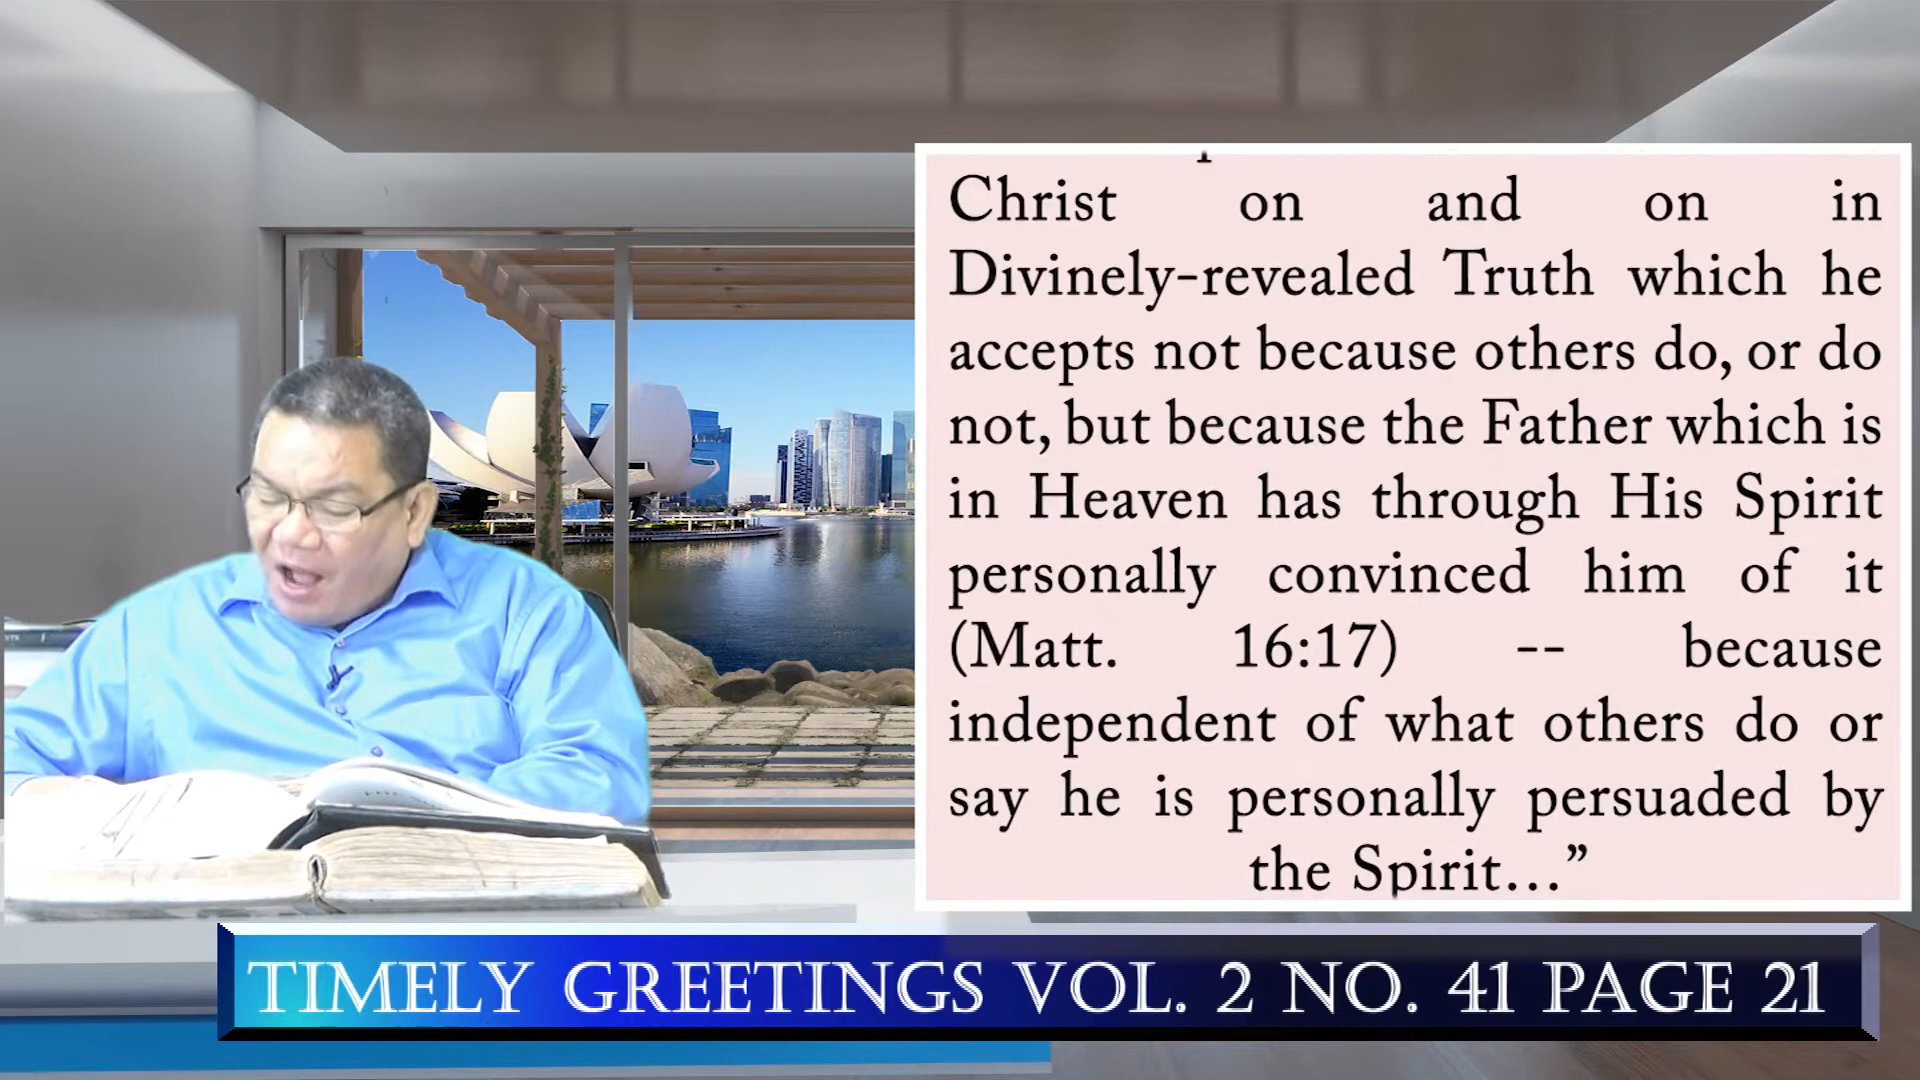 Christ on and on in
Divinely-revealed Truth which he
accepts not because others do, or do
not, but because the Father which is
in Heaven has through His Spirit
personally convinced him of it
(Matt. 16:17) -- because
independent of what others do or
say he is personally persuaded by
the Spirit…”
TIMELY GREETINGS VOL. 2 NO. 41 PAGE 21